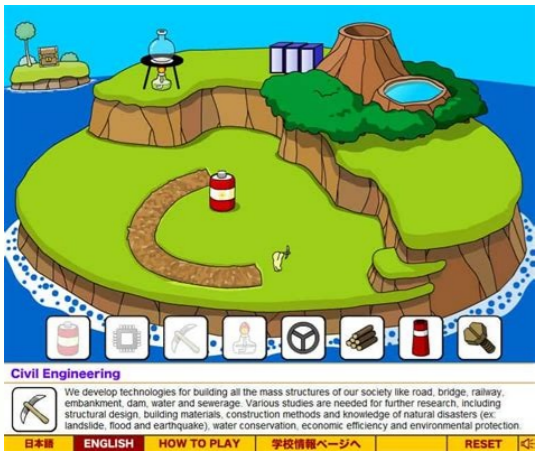 Civil Engineering
We develop technologies for building all the mass structures of our society like road, bridge, railway,
embankment, dam, water and sewerage. Various studies are needed for further research, including
structural design, building materials, construction methods and knowledge of natural disasters (ex:
landslide, flood and earthquake), water conservation, economic efficiency and environmental protection.
日本語 ENGLISH HOW TO PLAY 学校情報ページへ RESET